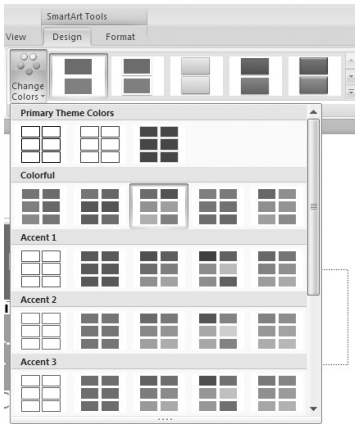 SmartArt Tools
View Design Format
Change
Colors
Primary Theme Colors
Colorful
Accent 1
Accent 2
Accent 3